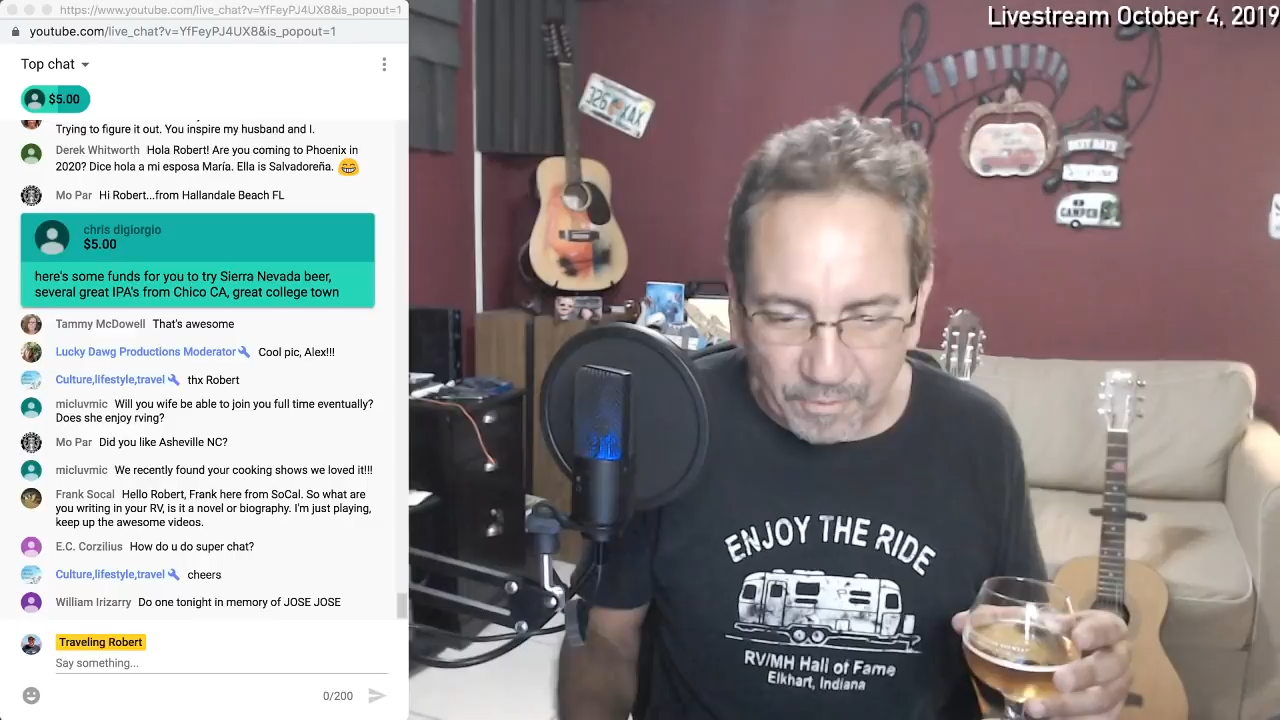 https://www.youtube.com/live_chat?v=YfFeyPJ4UX8&is_popout=1
youtube.com/live_chat?v=YfFeyPJ4UX8&is_popout=1
Top chat
$5.00
Trying to figure it out. You inspire my husband and I.
Derek Whitworth Hola Robert! Are you coming to Phoenix in
2020? Dice hola a mi esposa María. Ella is Salvadoreña. 😁
Mo Par Hi Robert...from Hallandale Beach FL
chris digiorgio
$5.00
here's some funds for you to try Sierra Nevada beer,
several great IPA's from Chico CA, great college town
Tammy McDowell That's awesome
Lucky Dawg Productions Moderator Cool pic, Alex!!!
Culture,lifestyle,travel thx Robert
micluvmic Will you wife be able to join you full time eventually?
Does she enjoy rving?
Mo Par Did you like Asheville NC?
micluvmic We recently found your cooking shows we loved it!!!
Frank Socal Hello Robert, Frank here from SoCal. So what are
you writing in your RV, is it a novel or biography. I'm just playing,
keep up the awesome videos.
E.C. Corzilius How do u do super chat?
Culture,lifestyle,travel cheers
William Irizarry Do one tonight in memory of JOSE JOSE
Traveling Robert
Say something...
0/200
Livestream October 4, 2019
BEST DAYS
CAMPER
ENJOY THE RIDE
RV/MH Hall of Fame
Elkhart, Indiana